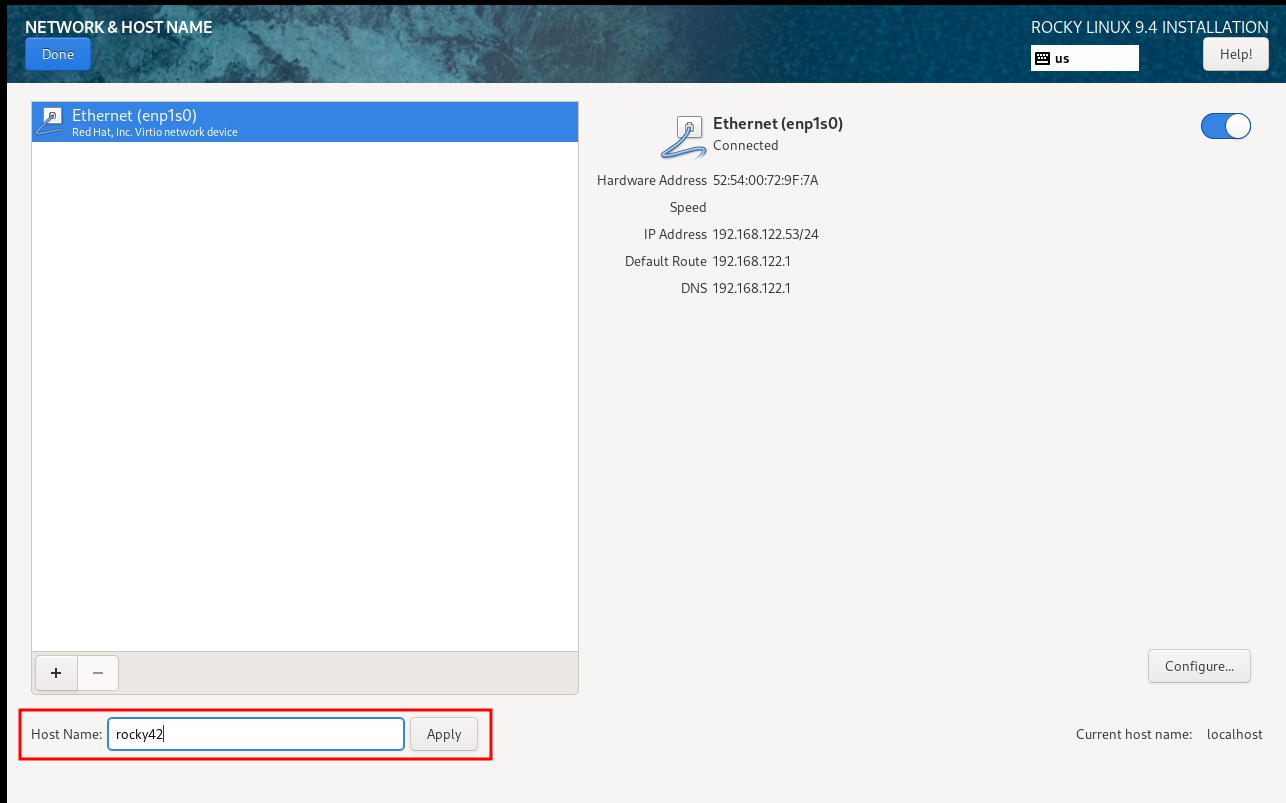 NETWORK & HOST NAME
ROCKY LINUX 9.4 INSTALLATION
Done
us
Help!
Ethernet (enp1s0)
Red Hat, Inc. Virtio network device
Ethernet (enp1s0)
Connected
Hardware Address 52:54:00:72:9F:7A
Speed
IP Address 192.168.122.53/24
Default Route 192.168.122.1
DNS 192.168.122.1
+ −
Configure...
Host Name: rocky42 Apply
Current host name: localhost